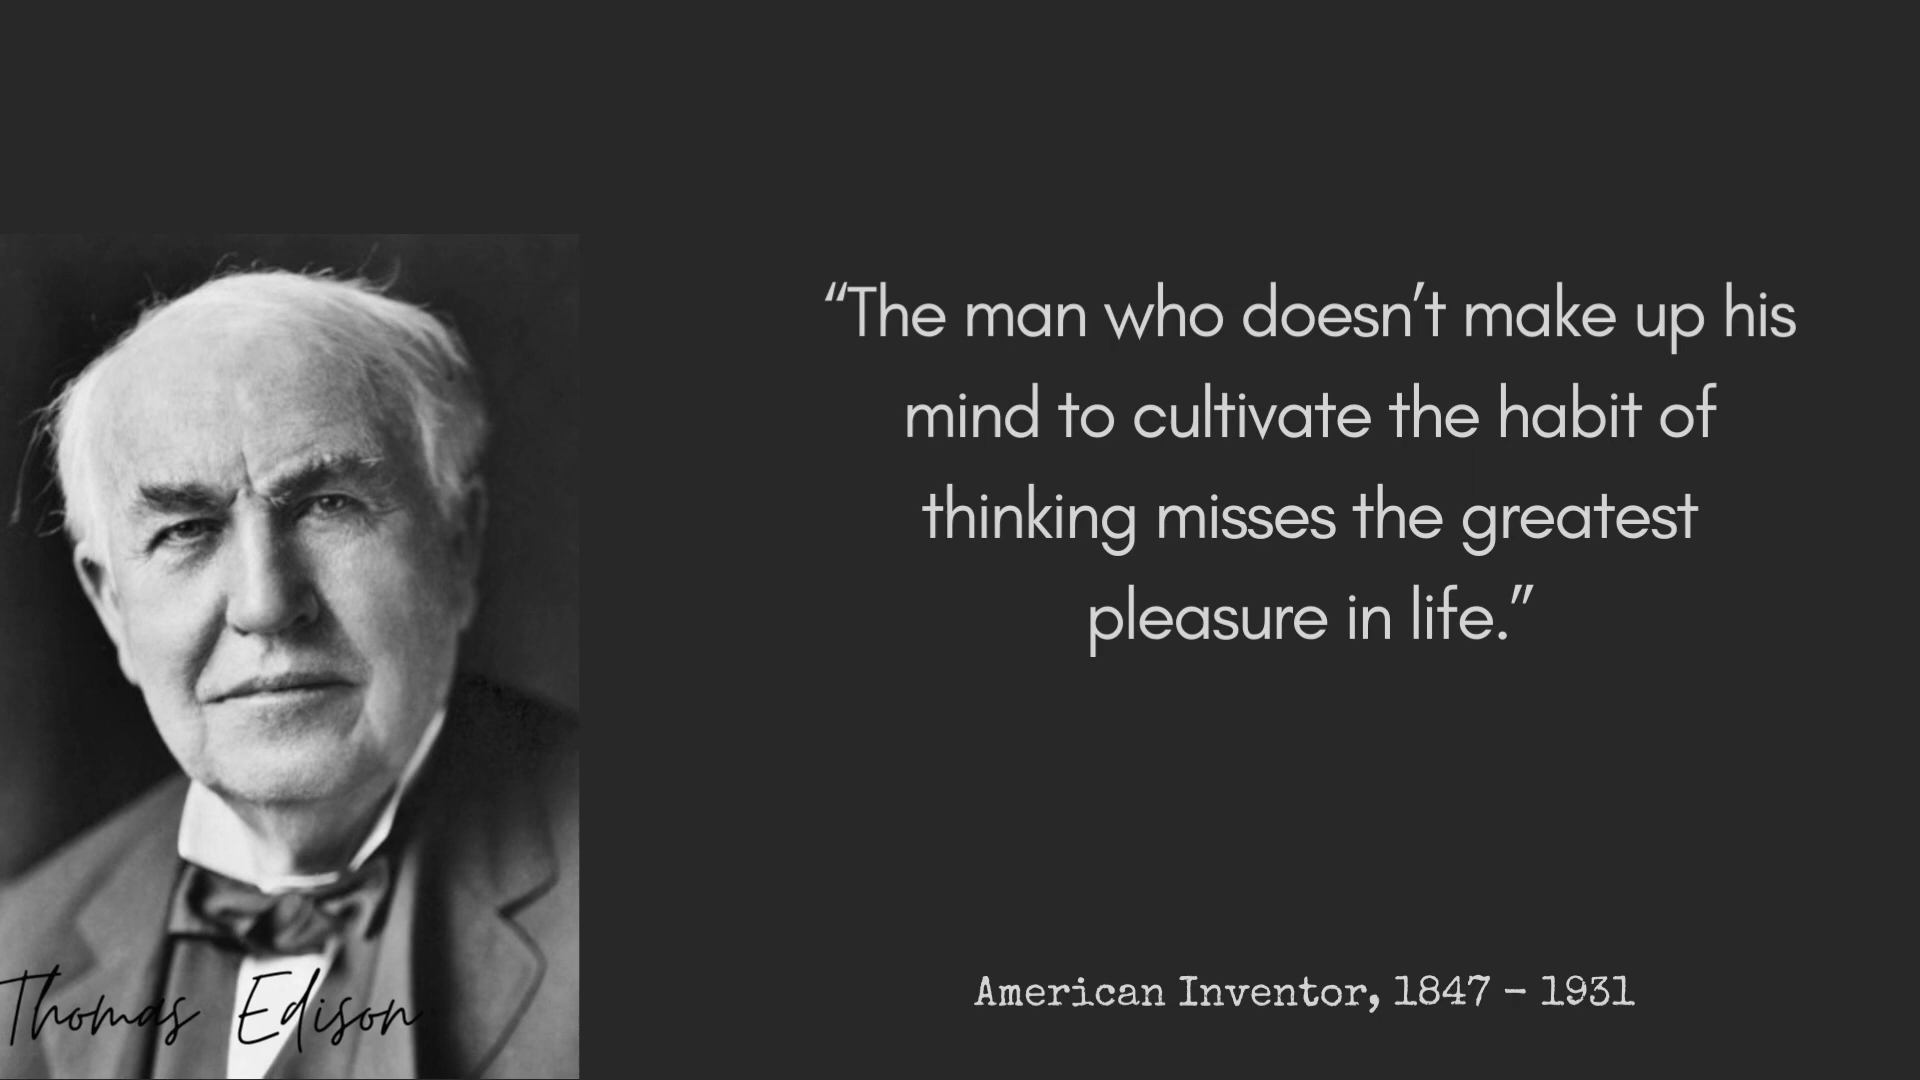 “The man who doesn’t make up his
mind to cultivate the habit of
thinking misses the greatest
pleasure in life.”
American Inventor, 1847 – 1931
Thomas Edison